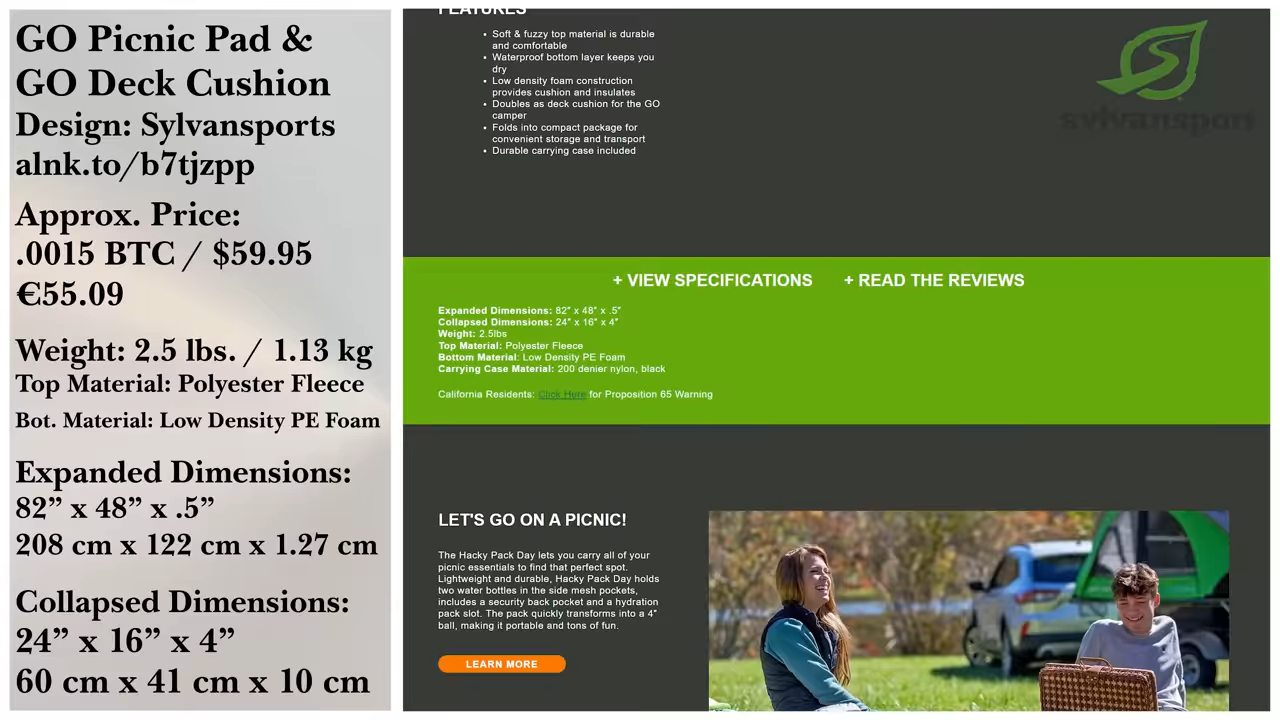 GO Picnic Pad &
GO Deck Cushion
Design: Sylvansports
alnk.to/b7tjzpp
Approx. Price:
.0015 BTC / $59.95
€55.09
Weight: 2.5 lbs. / 1.13 kg
Top Material: Polyester Fleece
Bot. Material: Low Density PE Foam
Expanded Dimensions:
82” x 48” x .5”
208 cm x 122 cm x 1.27 cm
Collapsed Dimensions:
24” x 16” x 4”
60 cm x 41 cm x 10 cm
FEATURES
• Soft & fuzzy top material is durable
and comfortable
• Waterproof bottom layer keeps you
dry
• Low density foam construction
provides cushion and insulates
• Doubles as deck cushion for the GO
camper
• Folds into compact package for
convenient storage and transport
• Durable carrying case included
sylvansport
+ VIEW SPECIFICATIONS + READ THE REVIEWS
Expanded Dimensions: 82″ x 48″ x .5″
Collapsed Dimensions: 24″ x 16″ x 4″
Weight: 2.5lbs
Top Material: Polyester Fleece
Bottom Material: Low Density PE Foam
Carrying Case Material: 200 denier nylon, black
California Residents: Click Here for Proposition 65 Warning
LET'S GO ON A PICNIC!
The Hacky Pack Day lets you carry all of your
picnic essentials to find that perfect spot.
Lightweight and durable, Hacky Pack Day holds
two water bottles in the side mesh pockets,
includes a security back pocket and a hydration
pack slot. The pack quickly transforms into a 4″
ball, making it portable and tons of fun.
LEARN MORE